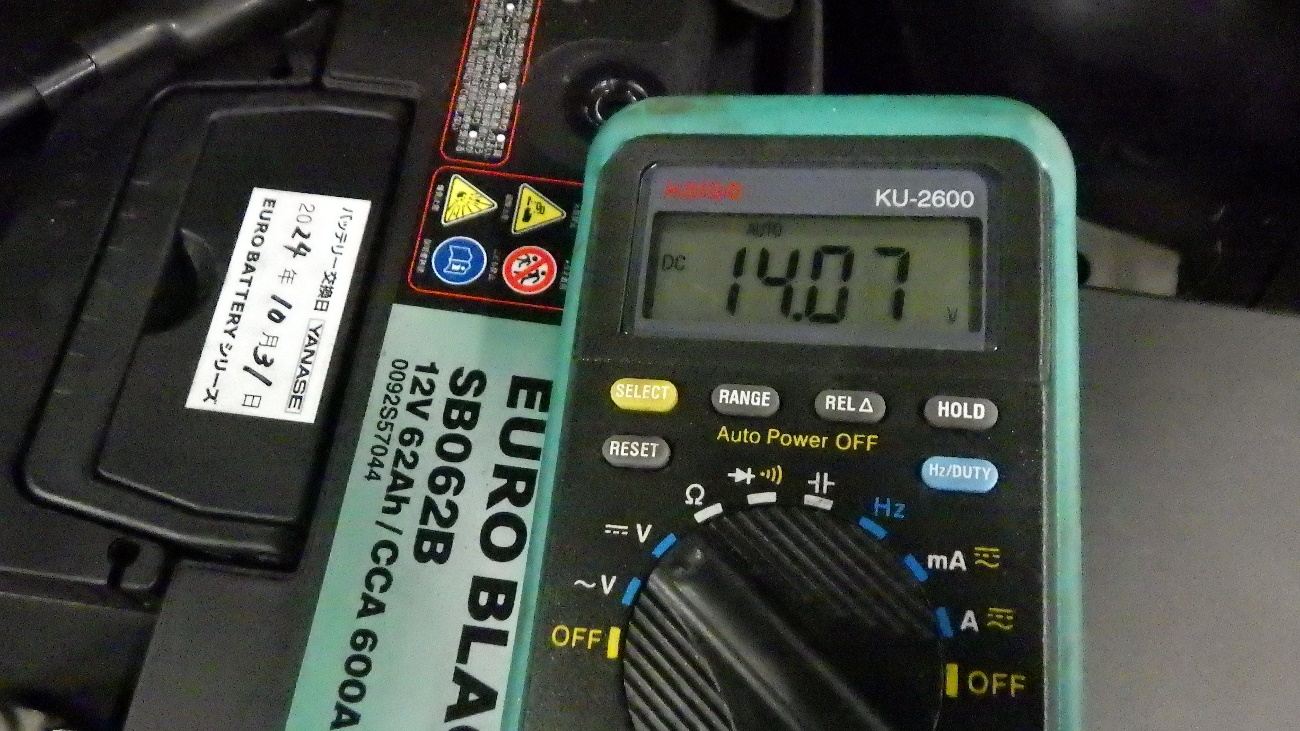 バッテリー交換日 YANASE
2024年10月31日
EURO BATTERY シリーズ
EURO BLA
SB062B
12V 62Ah / CCA 600A
0092S57044
KAISE
KU-2600
AUTO
DC 14.07 V
SELECT RANGE REL△ HOLD
RESET Auto Power OFF Hz/DUTY
Ω Hz
V mA
~V A
OFF OFF